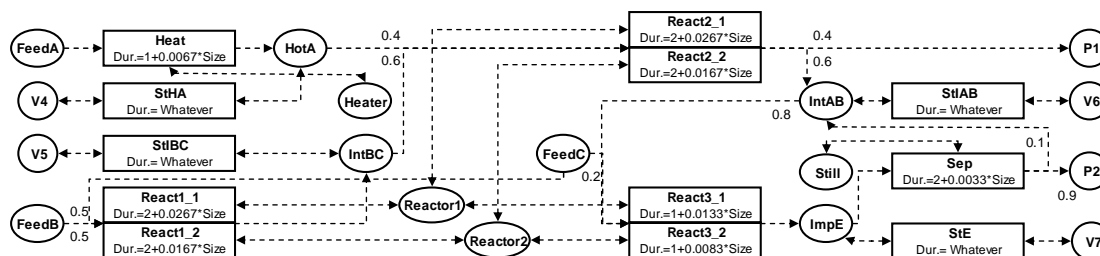 React2_1
Dur.=2+0.0267*Size
React2_2
Dur.=2+0.0167*Size
FeedA
Heat
Dur.=1+0.0067*Size
HotA
0.4
0.6
0.4
0.6
P1
V4
StHA
Dur.= Whatever
Heater
IntAB
0.8
StIAB
Dur.= Whatever
V6
V5
StIBC
Dur.= Whatever
IntBC
FeedC
0.2
Still
Sep
Dur.=2+0.0033*Size
0.1
0.9
P2
FeedB
0.5
0.5
React1_1
Dur.=2+0.0267*Size
React1_2
Dur.=2+0.0167*Size
Reactor1
Reactor2
React3_1
Dur.=1+0.0133*Size
React3_2
Dur.=1+0.0083*Size
ImpE
StE
Dur.= Whatever
V7